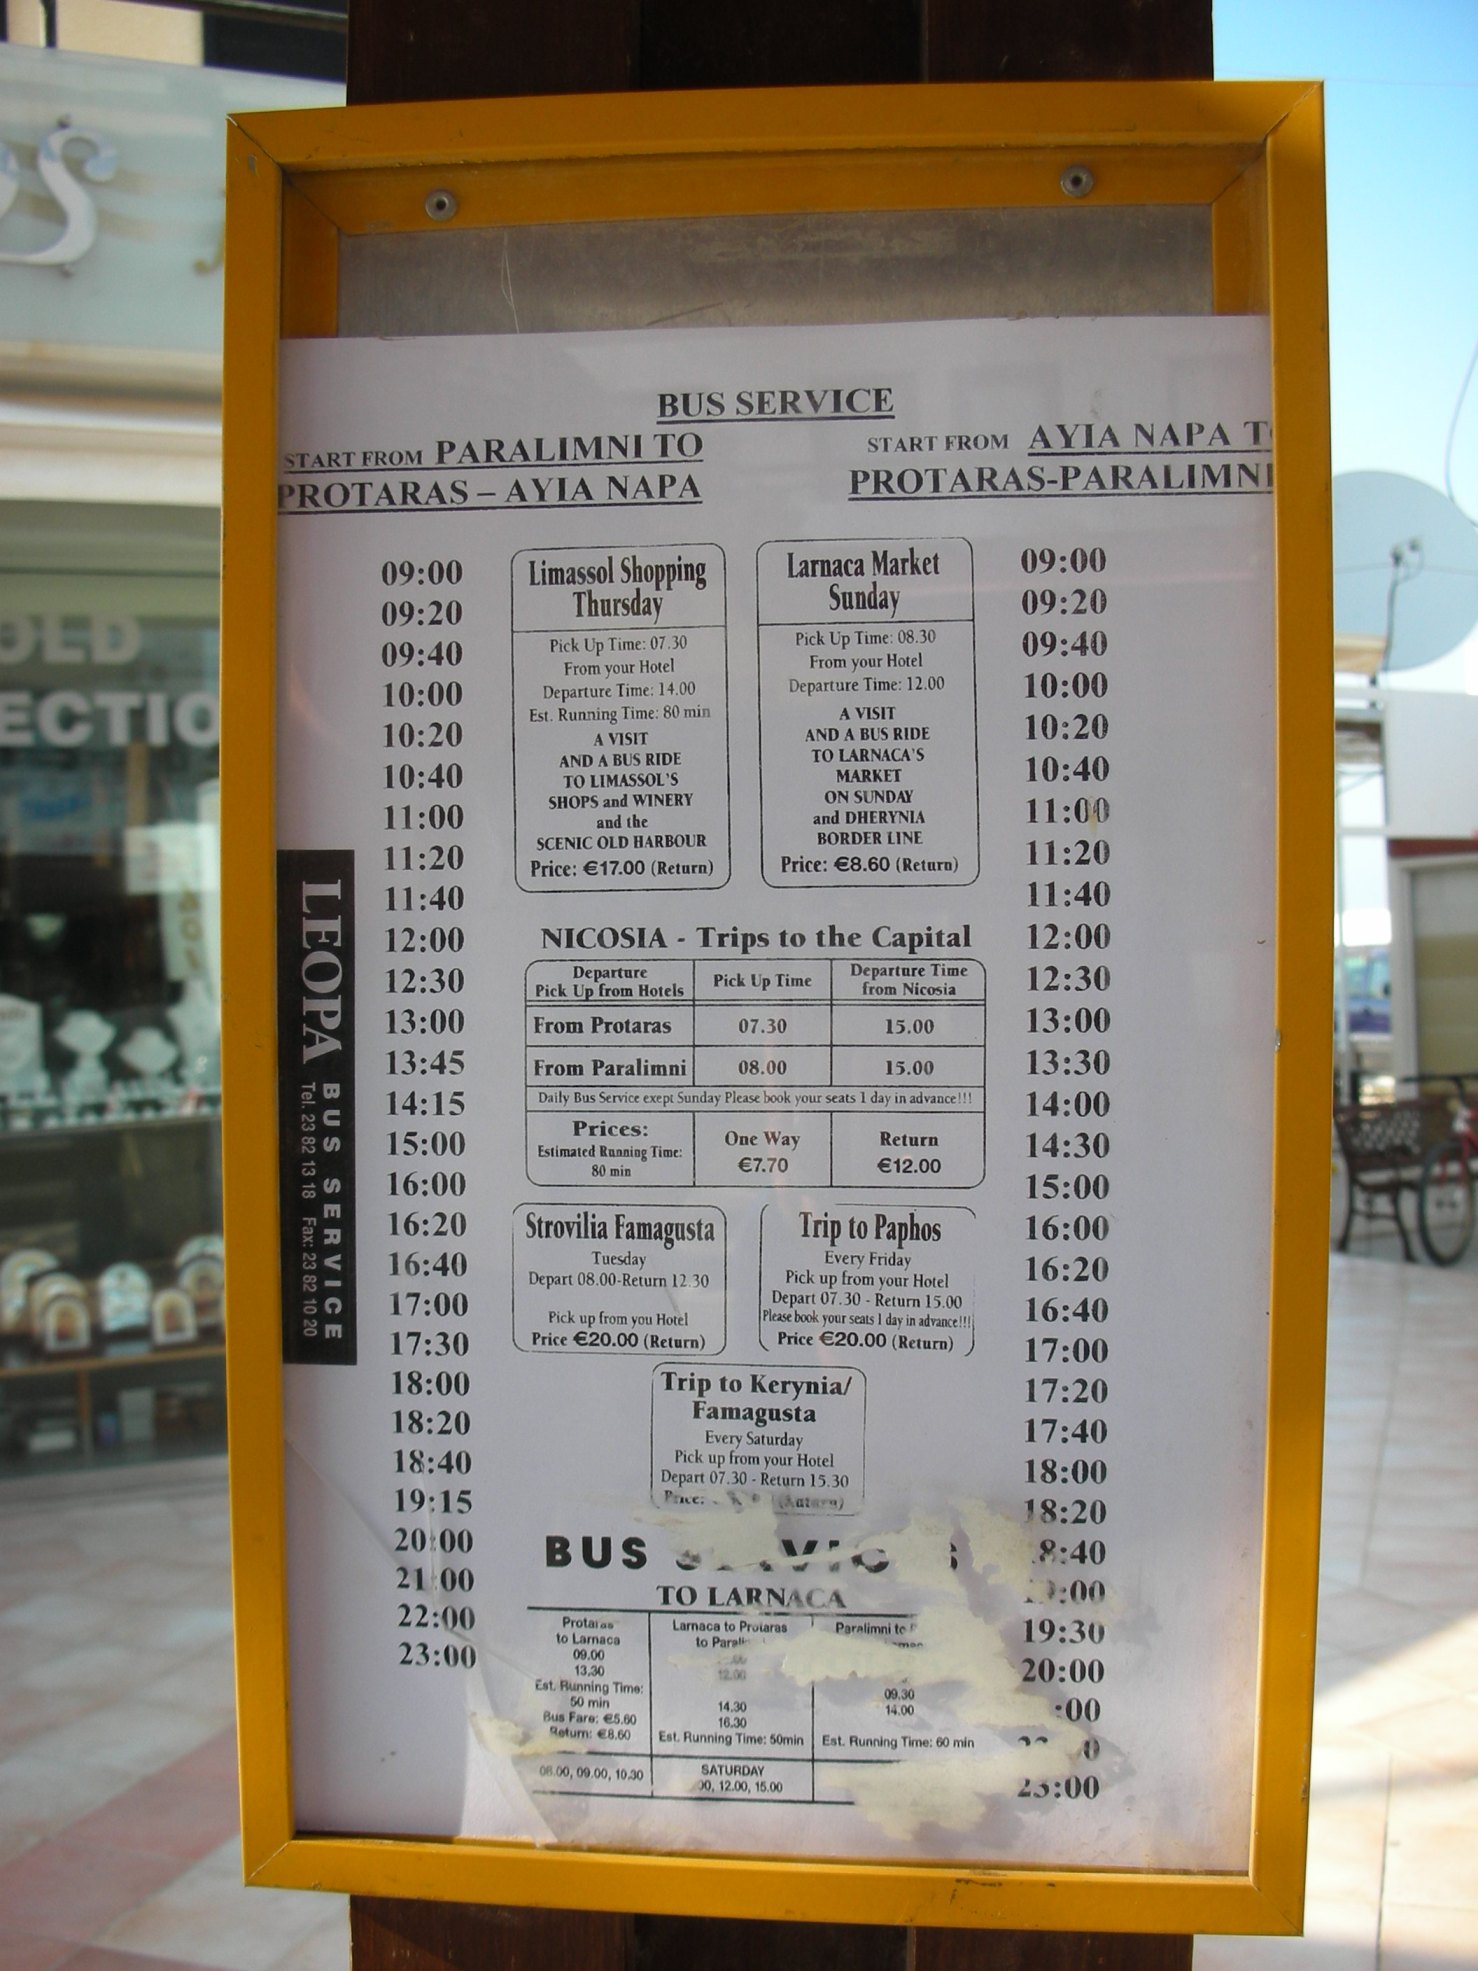 BUS SERVICE
START FROM PARALIMNI TO
PROTARAS – AYIA NAPA
START FROM AYIA NAPA T
PROTARAS-PARALIMNI
09:00
09:20
09:40
10:00
10:20
10:40
11:00
11:20
11:40
12:00
12:30
13:00
13:45
14:15
15:00
16:00
16:20
16:40
17:00
17:30
18:00
18:20
18:40
19:15
20:00
21:00
22:00
23:00
LEOPA BUS SERVICE
Tel. 23 82 13 18 Fax: 23 82 10 20
Limassol Shopping
Thursday
Pick Up Time: 07.30
From your Hotel
Departure Time: 14.00
Est. Running Time: 80 min
A VISIT
AND A BUS RIDE
TO LIMASSOL'S
SHOPS and WINERY
and the
SCENIC OLD HARBOUR
Price: €17.00 (Return)
Larnaca Market
Sunday
Pick Up Time: 08.30
From your Hotel
Departure Time: 12.00
A VISIT
AND A BUS RIDE
TO LARNACA'S
MARKET
ON SUNDAY
and DHERYNIA
BORDER LINE
Price: €8.60 (Return)
NICOSIA - Trips to the Capital
Departure
Pick Up from Hotels
Pick Up Time
Departure Time
from Nicosia
From Protaras 07.30 15.00
From Paralimni 08.00 15.00
Daily Bus Service exept Sunday Please book your seats 1 day in advance!!!
Prices:
Estimated Running Time:
80 min
One Way
€7.70
Return
€12.00
Strovilia Famagusta
Tuesday
Depart 08.00-Return 12.30
Pick up from you Hotel
Price €20.00 (Return)
Trip to Paphos
Every Friday
Pick up from your Hotel
Depart 07.30 - Return 15.00
Please book your seats 1 day in advance!!!
Price €20.00 (Return)
Trip to Kerynia/
Famagusta
Every Saturday
Pick up from your Hotel
Depart 07.30 - Return 15.30
Price: (Return)
BUS
TO LARNACA
Protaras
to Larnaca
09.00
13.30
Est. Running Time:
50 min
Bus Fare: €5.60
Return: €8.60
08.00, 09.00, 10.30
Larnaca to Protaras
to Parali
12.00
14.30
16.30
Est. Running Time: 50min
SATURDAY
00, 12.00, 15.00
Paralimni to
09.30
14.00
Est. Running Time: 60 min
09:00
09:20
09:40
10:00
10:20
10:40
11:00
11:20
11:40
12:00
12:30
13:00
13:30
14:00
14:30
15:00
16:00
16:20
16:40
17:00
17:20
17:40
18:00
18:20
8:40
:00
19:30
20:00
:00
23:00
OLD
ECTIO